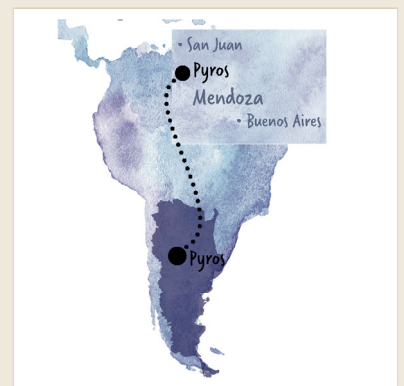 • San Juan
Pyros
Mendoza
• Buenos Aires
Pyros